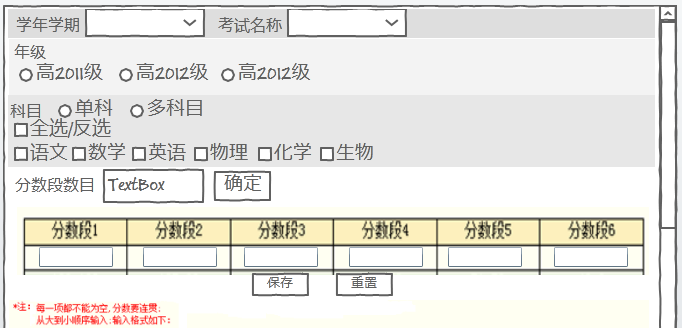 学年学期 考试名称
年级
高2011级 高2012级 高2012级
科目 单科 多科目
全选/反选
语文 数学 英语 物理 化学 生物
分数段数目 TextBox 确定
分数段1 分数段2 分数段3 分数段4 分数段5 分数段6
保存 重置
*注: 每一项都不能为空,分数要连贯;
从大到小顺序输入;输入格式如下: